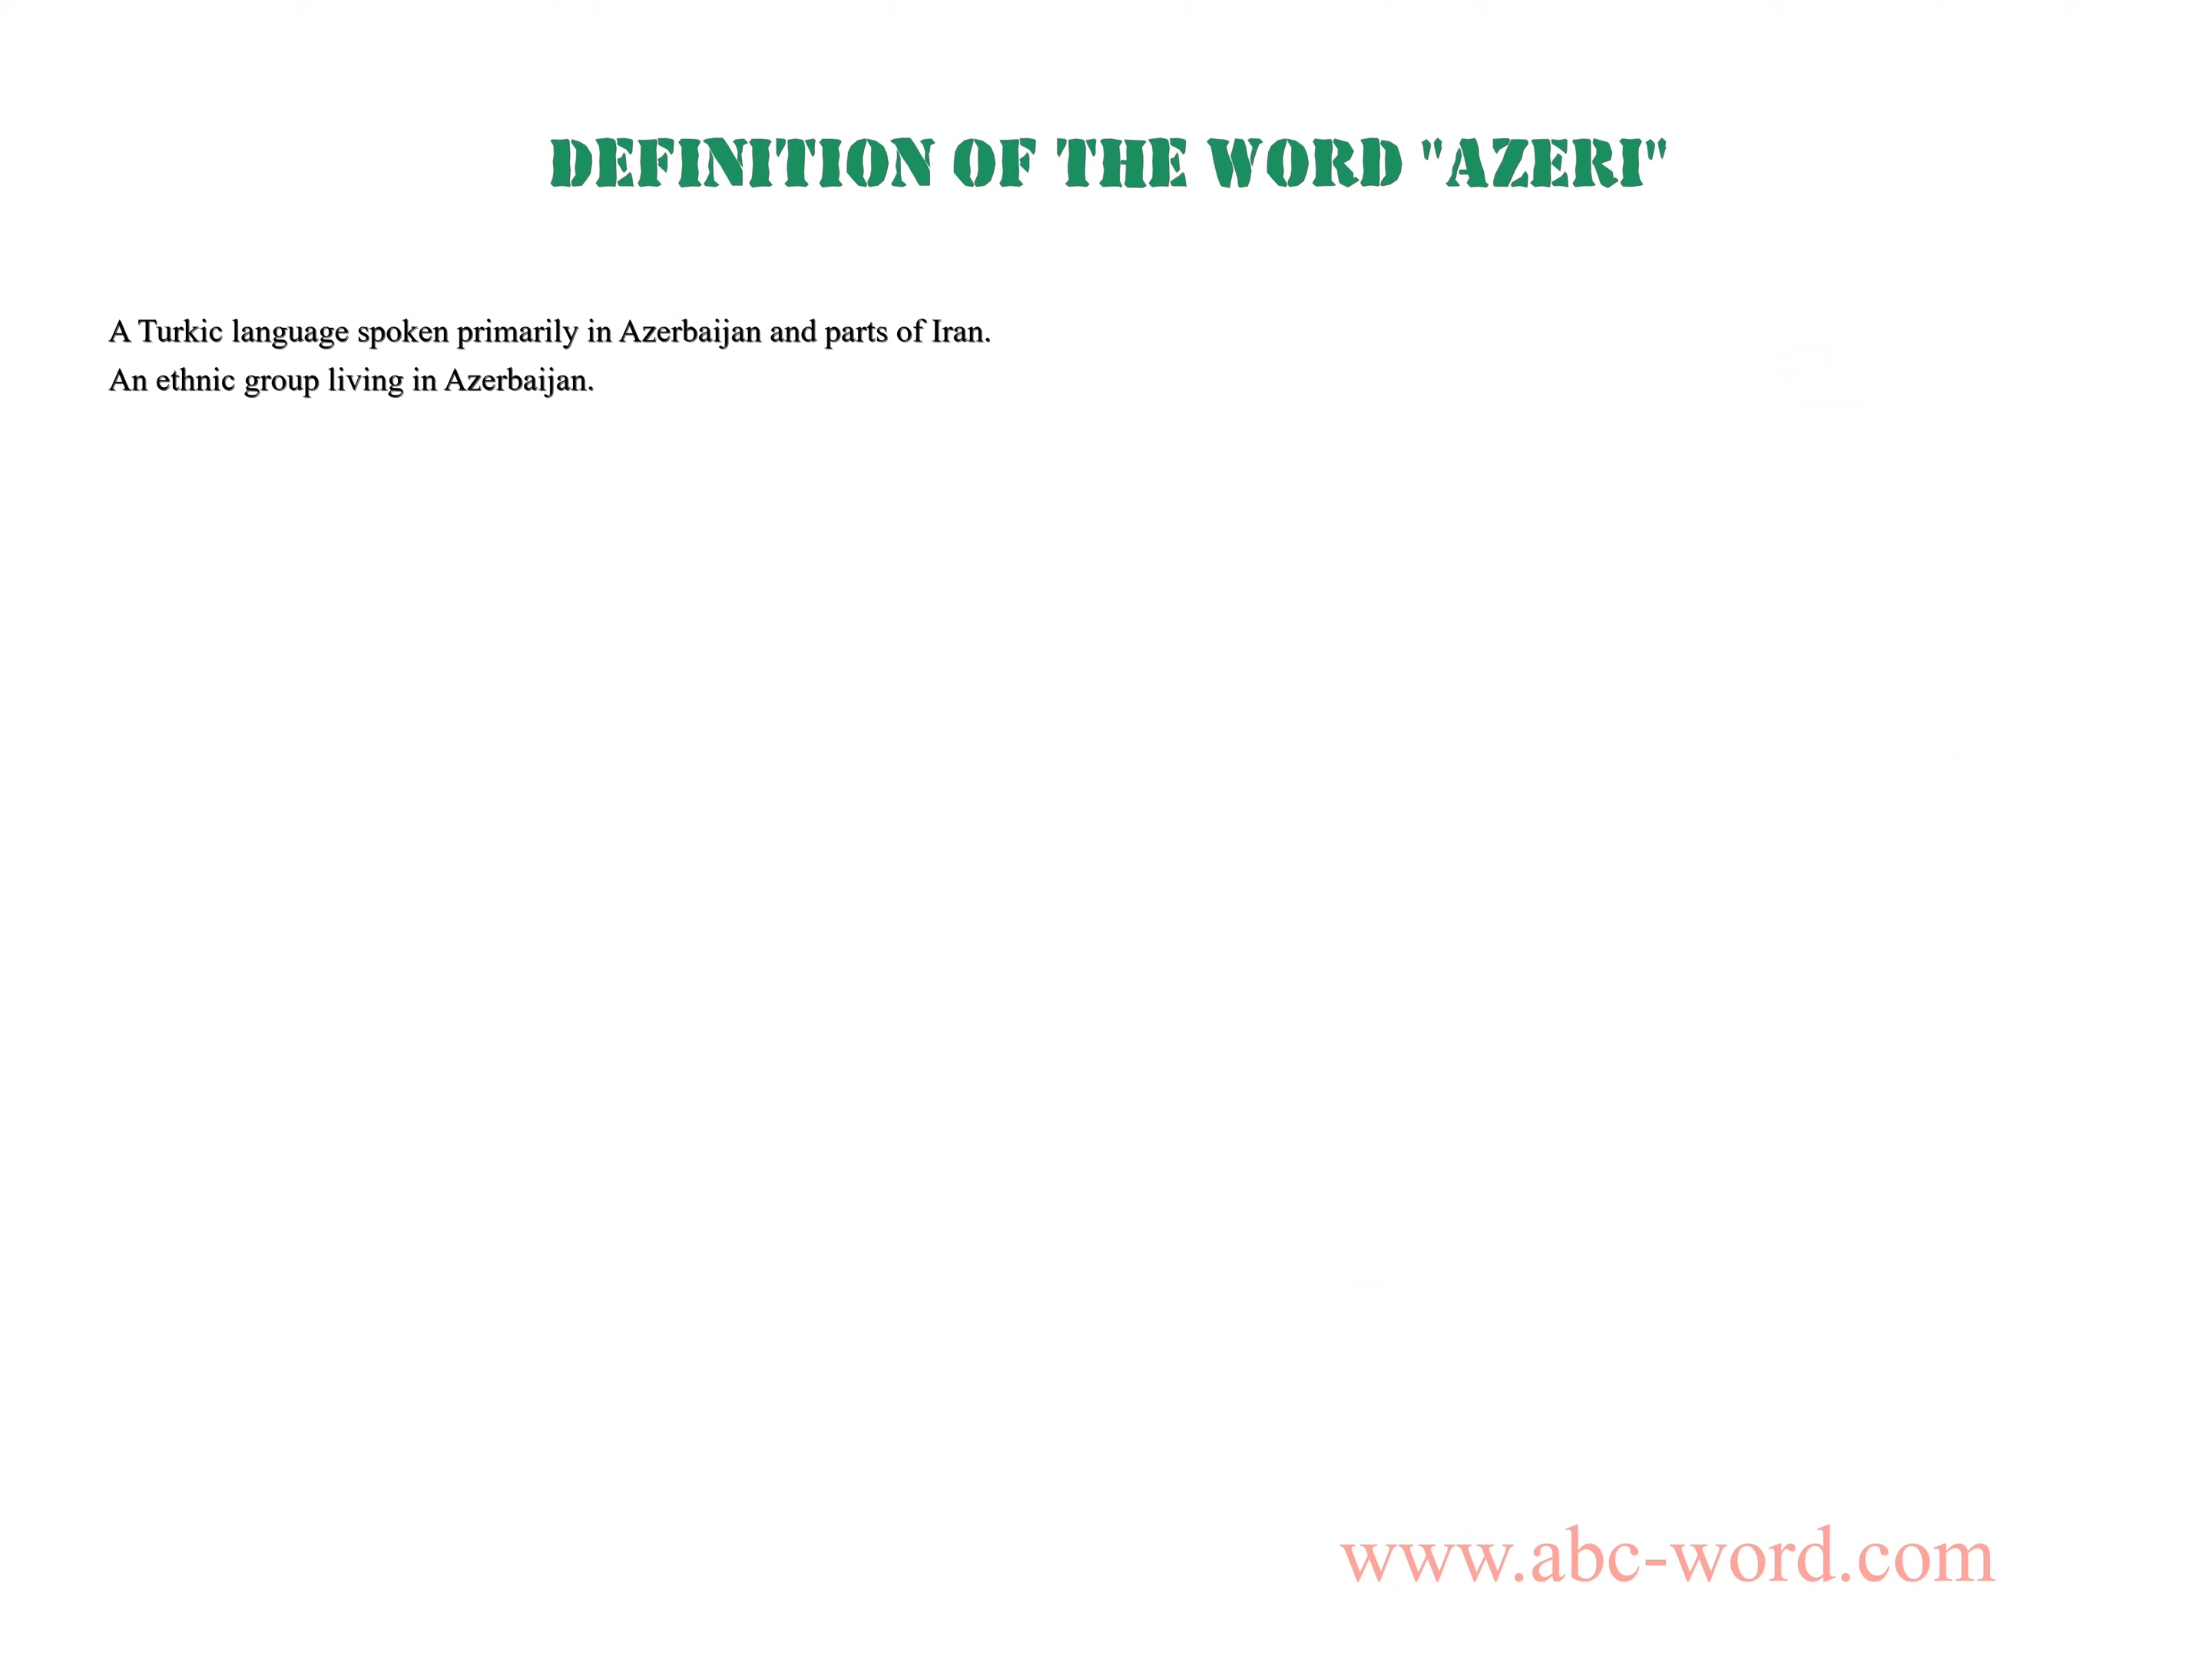 DEFINITION OF THE WORD "AZERI"
A Turkic language spoken primarily in Azerbaijan and parts of Iran.
An ethnic group living in Azerbaijan.
www.abc-word.com